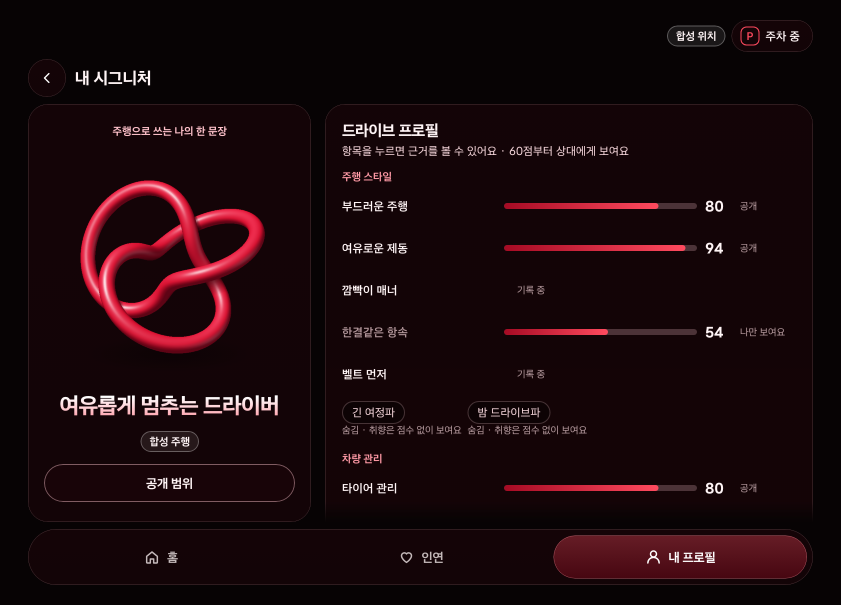 합성 위치
P 주차 중
내 시그니처
주행으로 쓰는 나의 한 문장
여유롭게 멈추는 드라이버
합성 주행
공개 범위
드라이브 프로필
항목을 누르면 근거를 볼 수 있어요 · 60점부터 상대에게 보여요
주행 스타일
부드러운 주행 80 공개
여유로운 제동 94 공개
깜빡이 매너 기록 중
한결같은 항속 54 나만 보여요
벨트 먼저 기록 중
긴 여정파 밤 드라이브파
숨김 · 취향은 점수 없이 보여요 숨김 · 취향은 점수 없이 보여요
차량 관리
타이어 관리 80 공개
홈 인연 내 프로필